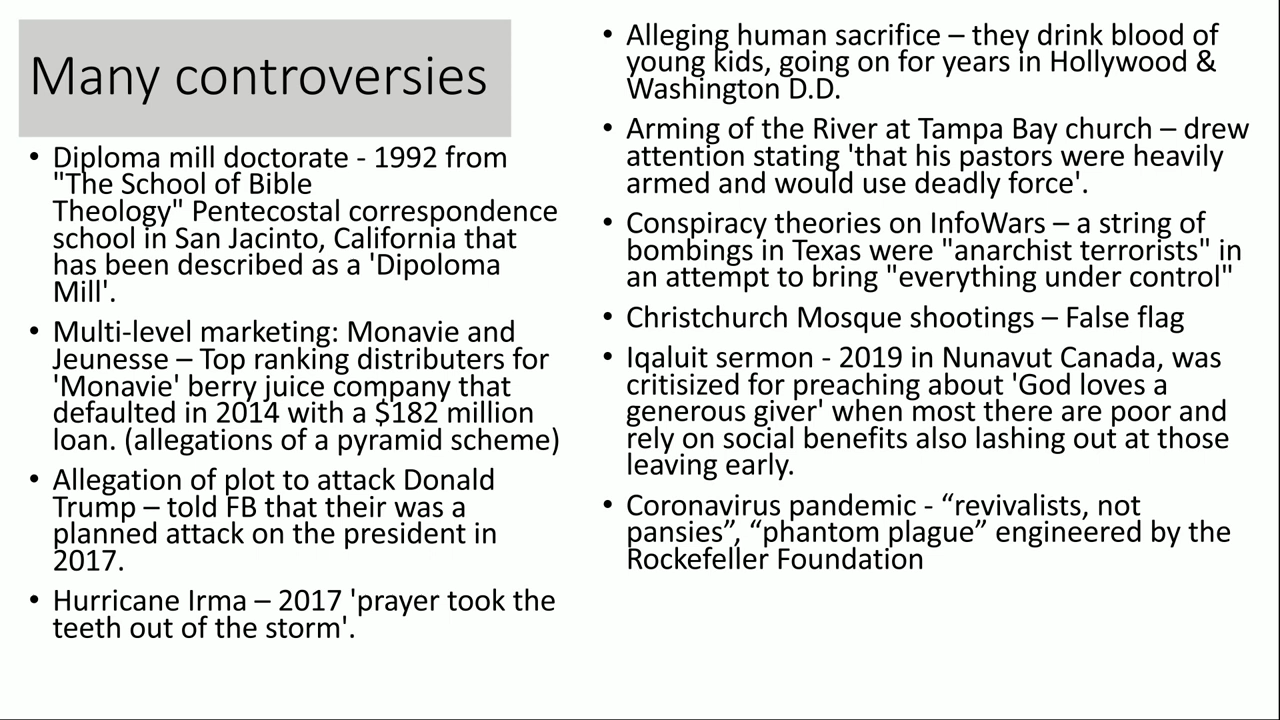 Many controversies
• Diploma mill doctorate - 1992 from
"The School of Bible
Theology" Pentecostal correspondence
school in San Jacinto, California that
has been described as a 'Dipoloma
Mill'.
• Multi-level marketing: Monavie and
Jeunesse – Top ranking distributers for
'Monavie' berry juice company that
defaulted in 2014 with a $182 million
loan. (allegations of a pyramid scheme)
• Allegation of plot to attack Donald
Trump – told FB that their was a
planned attack on the president in
2017.
• Hurricane Irma – 2017 'prayer took the
teeth out of the storm'.
• Alleging human sacrifice – they drink blood of
young kids, going on for years in Hollywood &
Washington D.D.
• Arming of the River at Tampa Bay church – drew
attention stating 'that his pastors were heavily
armed and would use deadly force'.
• Conspiracy theories on InfoWars – a string of
bombings in Texas were "anarchist terrorists" in
an attempt to bring "everything under control"
• Christchurch Mosque shootings – False flag
• Iqaluit sermon - 2019 in Nunavut Canada, was
critisized for preaching about 'God loves a
generous giver' when most there are poor and
rely on social benefits also lashing out at those
leaving early.
• Coronavirus pandemic - “revivalists, not
pansies”, “phantom plague” engineered by the
Rockefeller Foundation